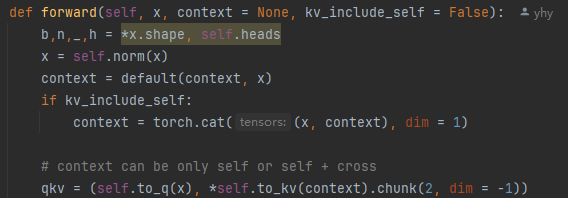 def forward(self, x, context = None, kv_include_self = False): yhy
b,n,_,h = *x.shape, self.heads
x = self.norm(x)
context = default(context, x)
if kv_include_self:
context = torch.cat( tensors: (x, context), dim = 1)
# context can be only self or self + cross
qkv = (self.to_q(x), *self.to_kv(context).chunk(2, dim = -1))